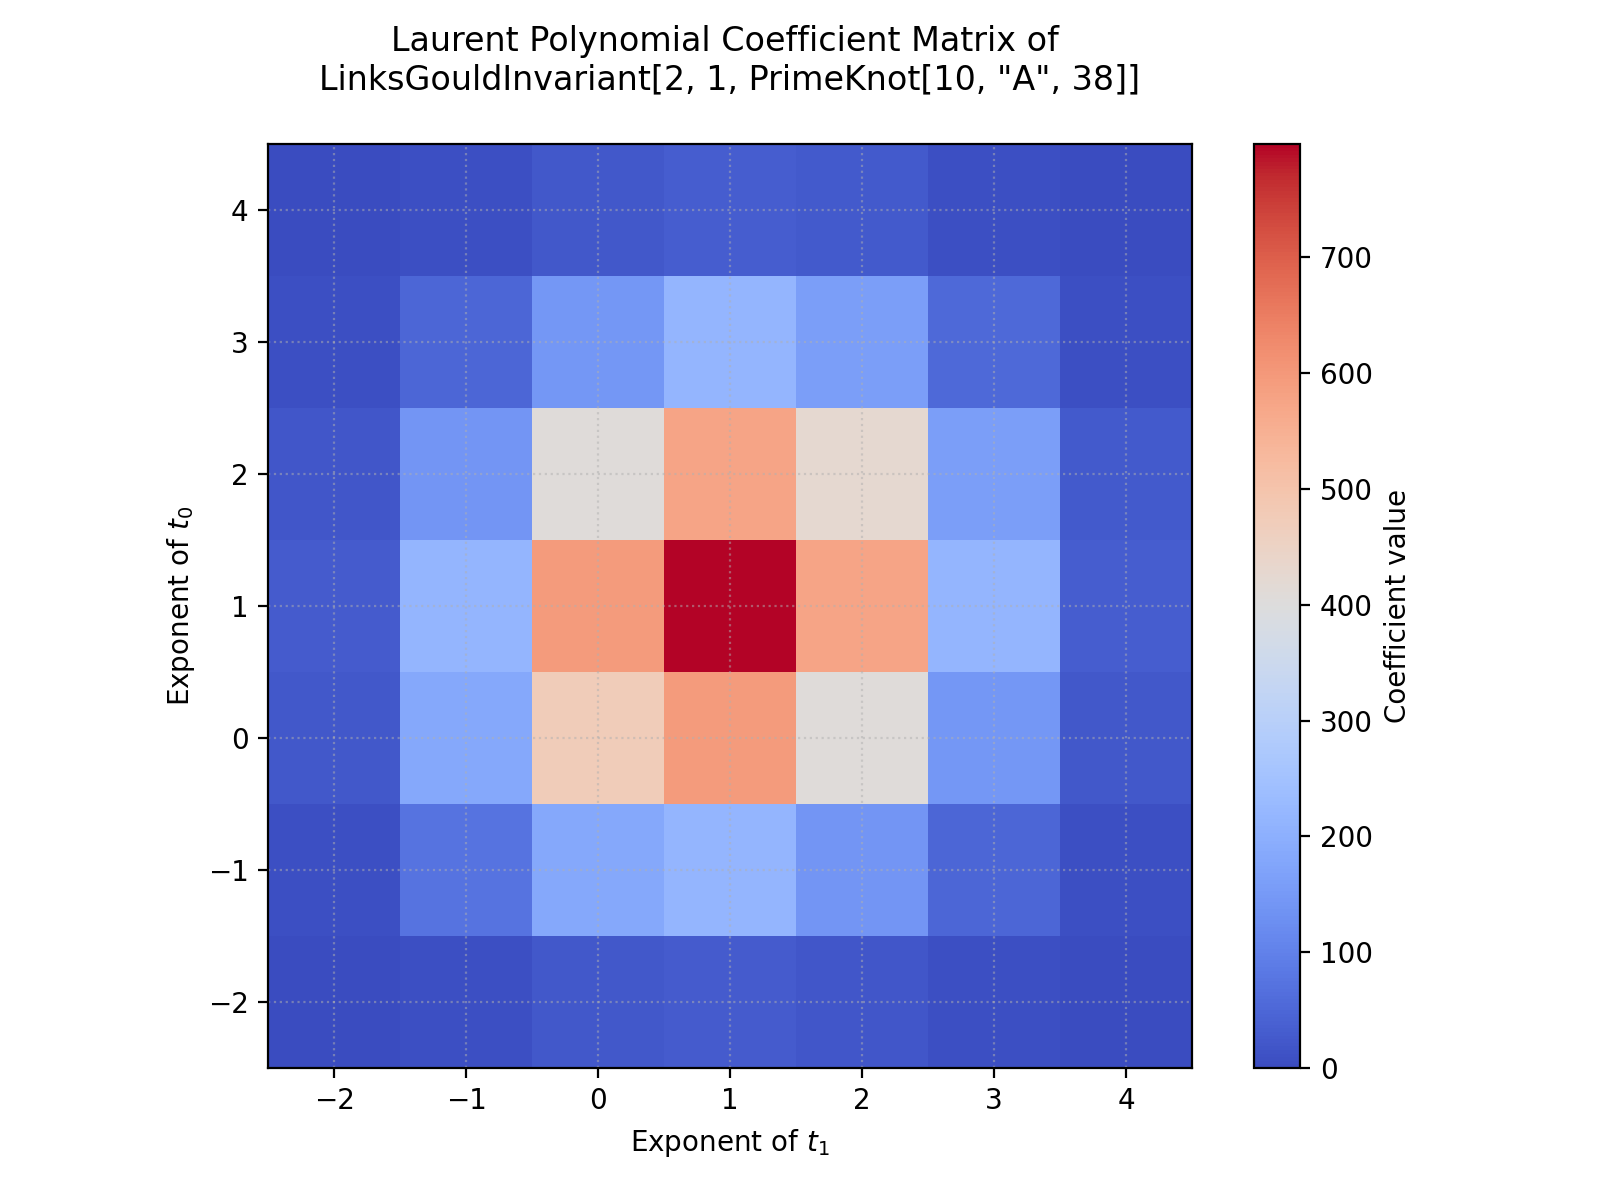 Laurent Polynomial Coefficient Matrix of
LinksGouldInvariant[2, 1, PrimeKnot[10, "A", 38]]
4
3
2
1
0
−1
−2
Exponent of t₀
−2 −1 0 1 2 3 4
Exponent of t₁
700
600
500
400
300
200
100
0
Coefficient value